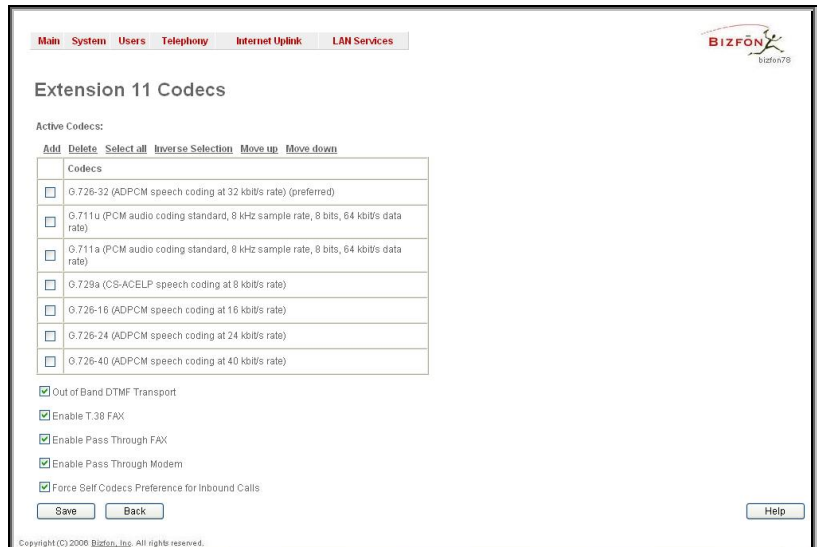 Main System Users Telephony Internet Uplink LAN Services
BIZFŌN
bizfon78
Extension 11 Codecs
Active Codecs:
Add Delete Select all Inverse Selection Move up Move down
Codecs
G.726-32 (ADPCM speech coding at 32 kbit/s rate) (preferred)
G.711u (PCM audio coding standard, 8 kHz sample rate, 8 bits, 64 kbit/s data
rate)
G.711a (PCM audio coding standard, 8 kHz sample rate, 8 bits, 64 kbit/s data
rate)
G.729a (CS-ACELP speech coding at 8 kbit/s rate)
G.726-16 (ADPCM speech coding at 16 kbit/s rate)
G.726-24 (ADPCM speech coding at 24 kbit/s rate)
G.726-40 (ADPCM speech coding at 40 kbit/s rate)
Out of Band DTMF Transport
Enable T.38 FAX
Enable Pass Through FAX
Enable Pass Through Modem
Force Self Codecs Preference for Inbound Calls
Save Back Help
Copyright (C) 2006 Bizfon, Inc. All rights reserved.